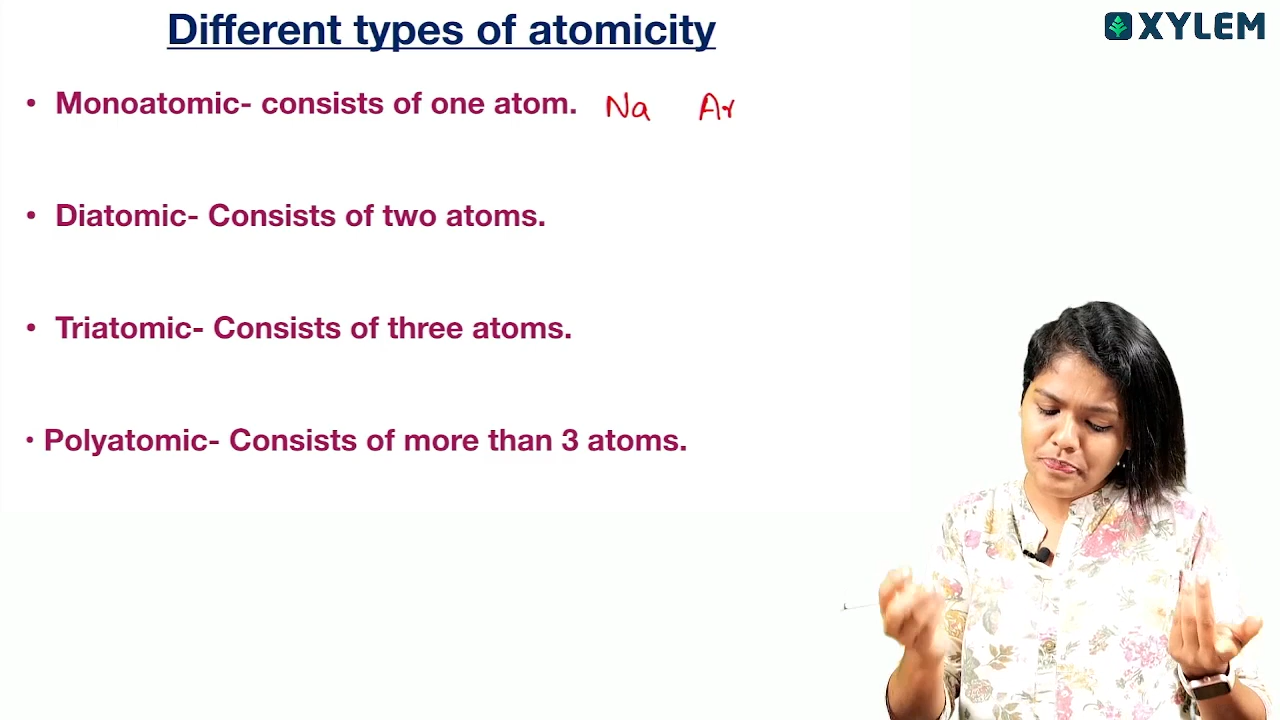 Different types of atomicity
XYLEM
• Monoatomic- consists of one atom. Na Ar
• Diatomic- Consists of two atoms.
• Triatomic- Consists of three atoms.
• Polyatomic- Consists of more than 3 atoms.